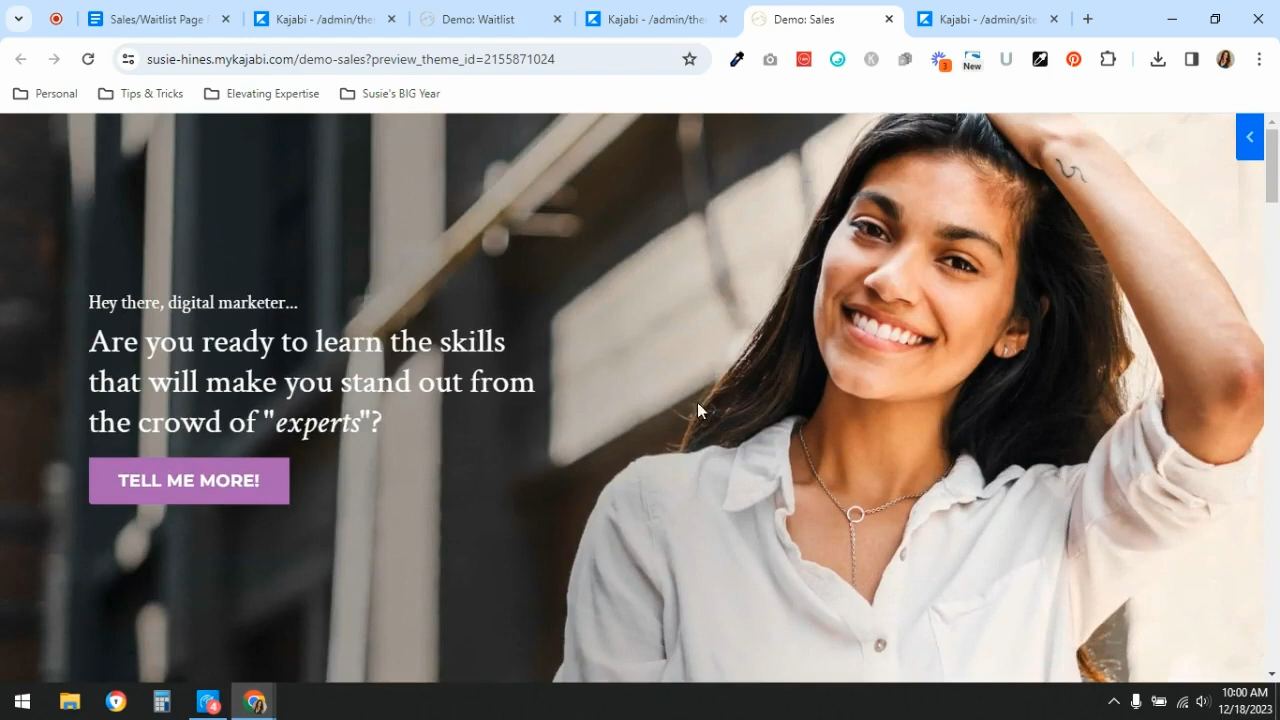 Sales/Waitlist Page
Kajabi - /admin/the
Demo: Waitlist
Kajabi - /admin/the
Demo: Sales
Kajabi - /admin/site
susie-hines.mykajabi.com/demo-sales?preview_theme_id=2155871024
3
New
Personal
Tips & Tricks
Elevating Expertise
Susie's BIG Year
Hey there, digital marketer...
Are you ready to learn the skills
that will make you stand out from
the crowd of "experts"?
TELL ME MORE!
4
10:00 AM
12/18/2023